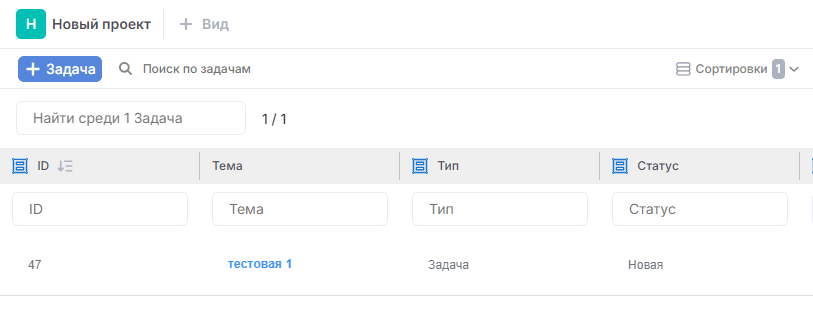 Н Новый проект + Вид
+ Задача Поиск по задачам Сортировки 1
Найти среди 1 Задача 1 / 1
ID Тема Тип Статус
ID Тема Тип Статус
47 тестовая 1 Задача Новая